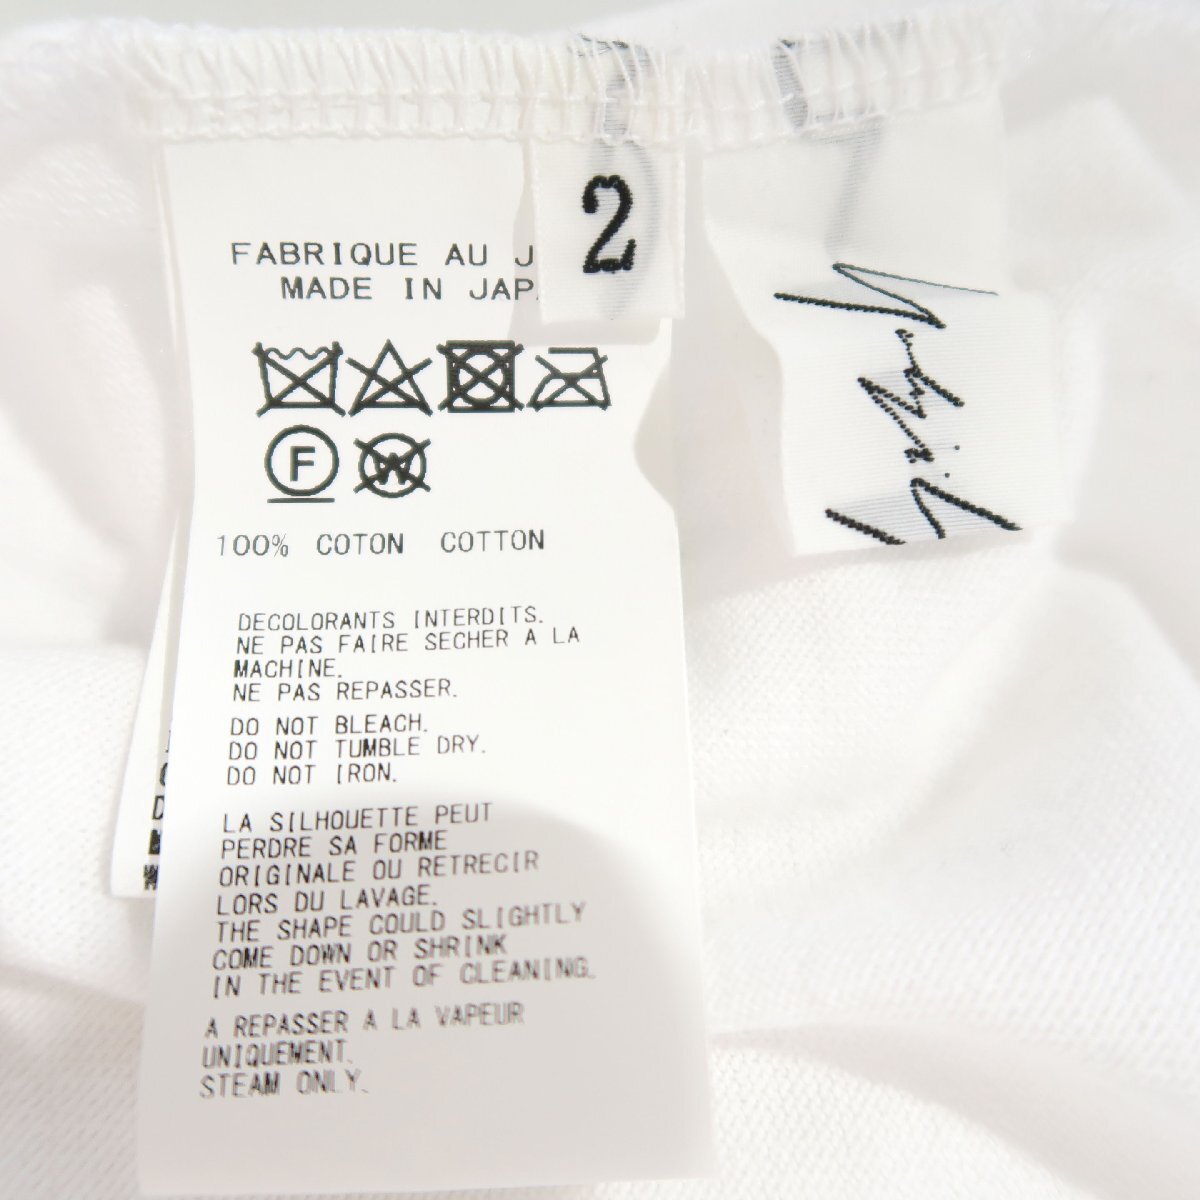 FABRIQUE AU J
MADE IN JAP
2
F
W
100% COTON COTTON
DECOLORANTS INTERDITS.
NE PAS FAIRE SECHER A LA
MACHINE.
NE PAS REPASSER.
DO NOT BLEACH.
DO NOT TUMBLE DRY.
DO NOT IRON.
LA SILHOUETTE PEUT
PERDRE SA FORME
ORIGINALE OU RETRECIR
LORS DU LAVAGE.
THE SHAPE COULD SLIGHTLY
COME DOWN OR SHRINK
IN THE EVENT OF CLEANING.
A REPASSER A LA VAPEUR
UNIQUEMENT.
STEAM ONLY.